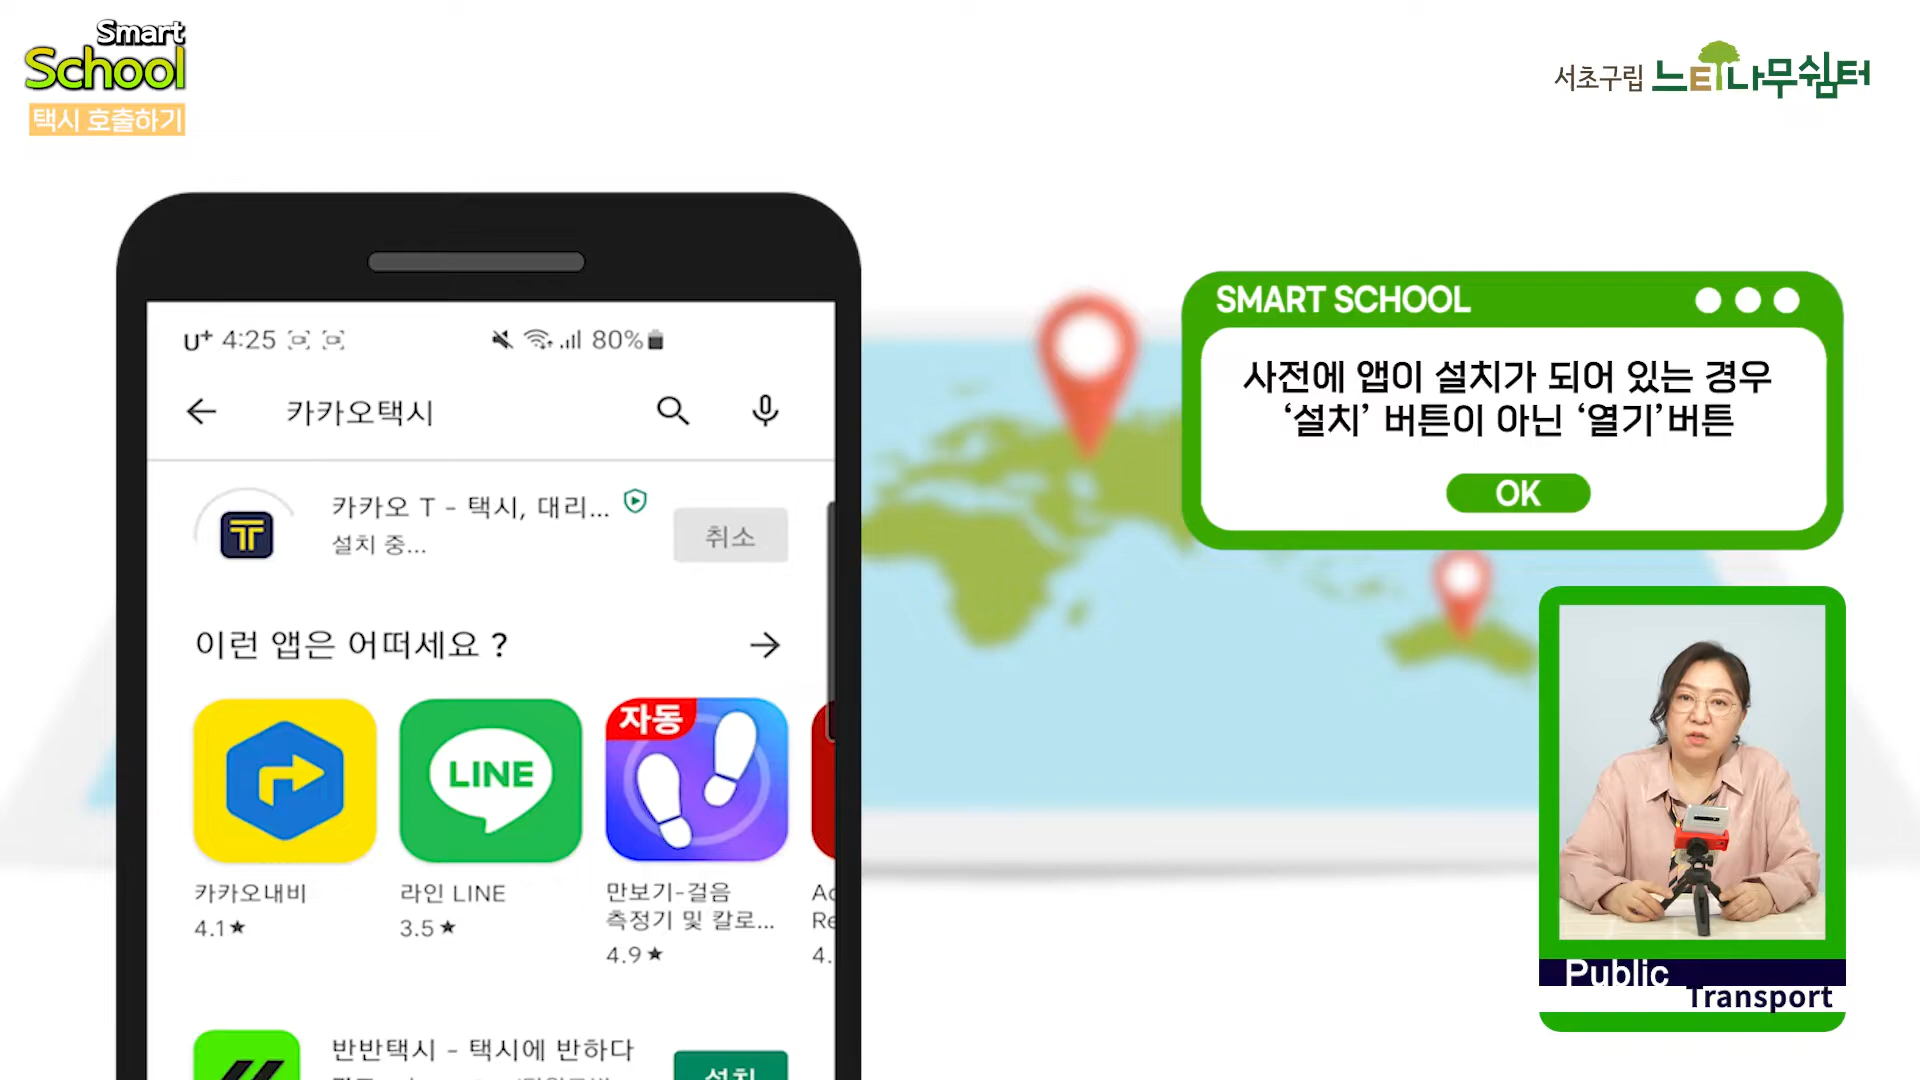 Smart
School
택시 호출하기
서초구립 느티나무쉼터
U+ 4:25
80%
카카오택시
카카오 T - 택시, 대리...
설치 중...
취소
이런 앱은 어떠세요 ?
자동
LINE
카카오내비
4.1★
라인 LINE
3.5★
만보기-걸음
측정기 및 칼로...
4.9★
Ac
Re
4.
반반택시 - 택시에 반하다
설치
SMART SCHOOL
사전에 앱이 설치가 되어 있는 경우
‘설치’ 버튼이 아닌 ‘열기’버튼
OK
Public
Transport